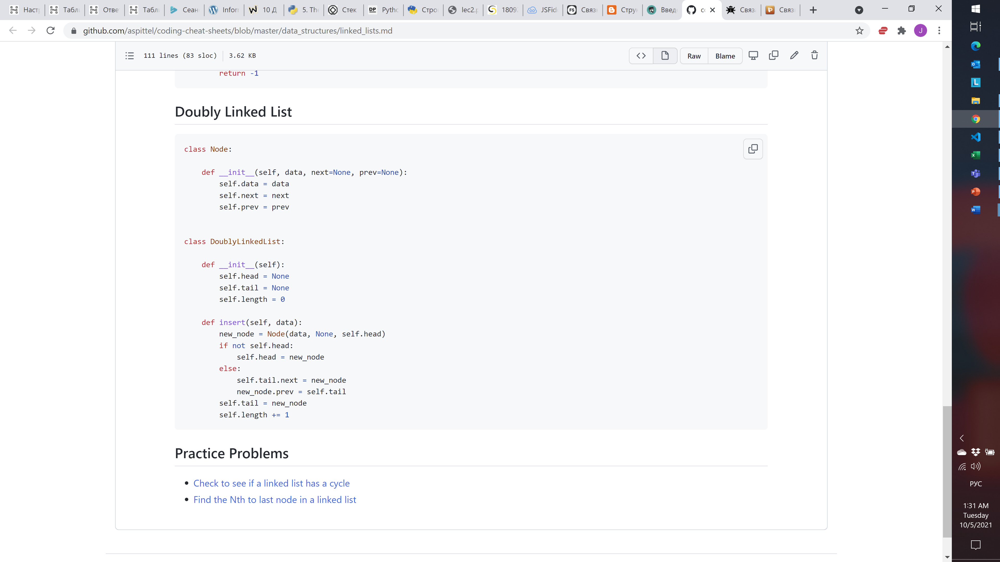 Наст Табли Отве Табли Сеан Infor 10 Д 5. The Стек Pytho Стро lec2.p 1809 JSFid Связ Стру Введ Связ Связ
github.com/aspittel/coding-cheat-sheets/blob/master/data_structures/linked_lists.md
J
111 lines (83 sloc) 3.62 KB
Raw Blame
return -1
Doubly Linked List
class Node:
def __init__(self, data, next=None, prev=None):
self.data = data
self.next = next
self.prev = prev
class DoublyLinkedList:
def __init__(self):
self.head = None
self.tail = None
self.length = 0
def insert(self, data):
new_node = Node(data, None, self.head)
if not self.head:
self.head = new_node
else:
self.tail.next = new_node
new_node.prev = self.tail
self.tail = new_node
self.length += 1
Practice Problems
• Check to see if a linked list has a cycle
• Find the Nth to last node in a linked list
РУС
1:31 AM
Tuesday
10/5/2021